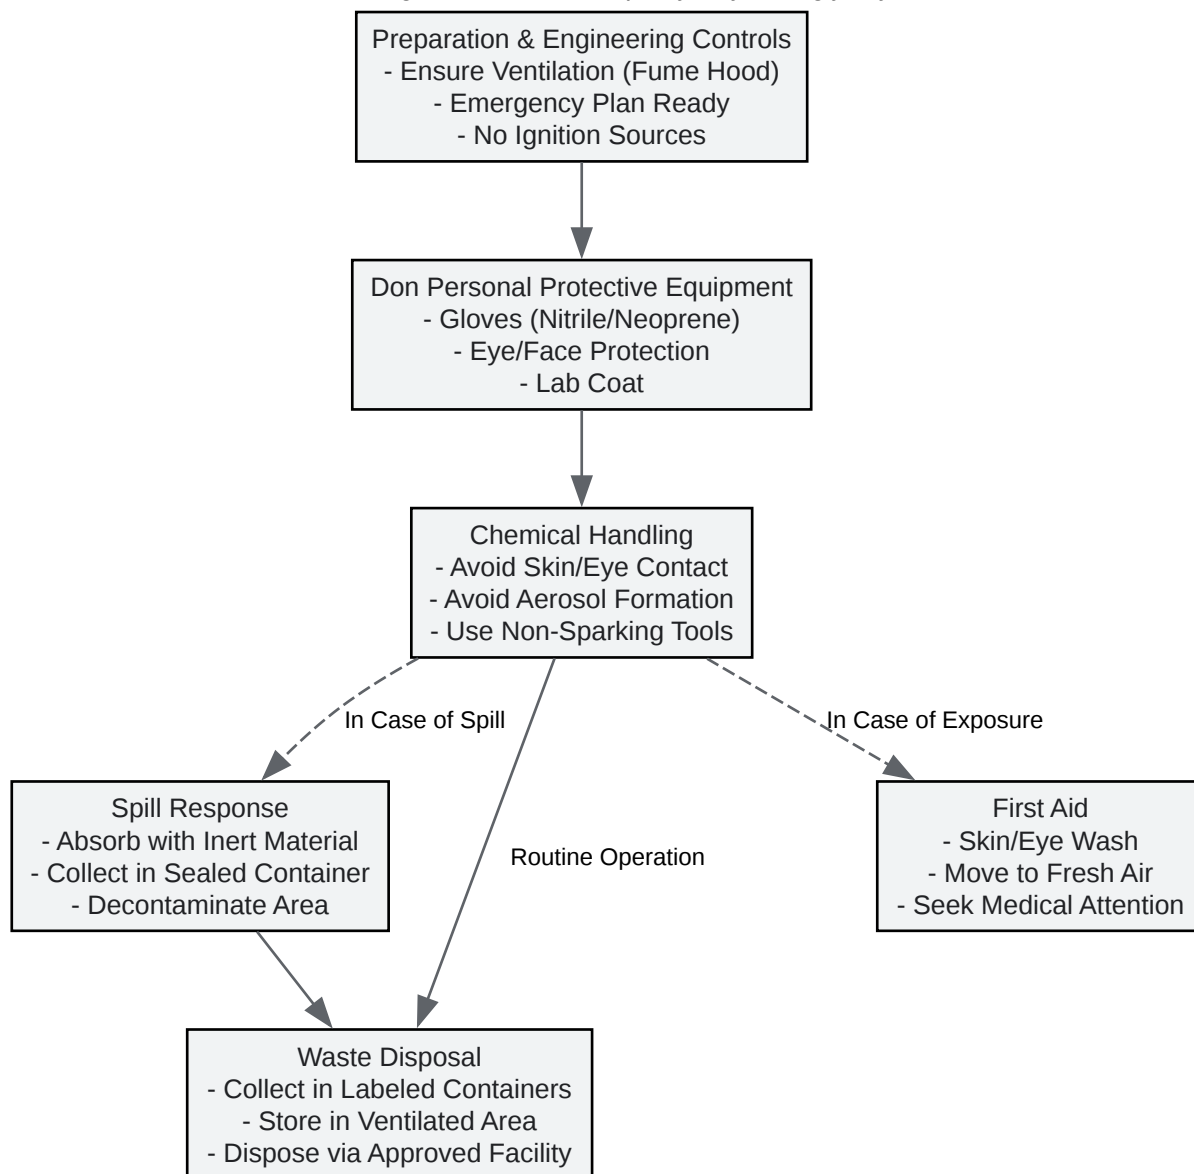 Preparation & Engineering Controls
- Ensure Ventilation (Fume Hood)
- Emergency Plan Ready
- No Ignition Sources
Don Personal Protective Equipment
- Gloves (Nitrile/Neoprene)
- Eye/Face Protection
- Lab Coat
Chemical Handling
- Avoid Skin/Eye Contact
- Avoid Aerosol Formation
- Use Non-Sparking Tools
In Case of Spill
In Case of Exposure
Spill Response
- Absorb with Inert Material
- Collect in Sealed Container
- Decontaminate Area
Routine Operation
First Aid
- Skin/Eye Wash
- Move to Fresh Air
- Seek Medical Attention
Waste Disposal
- Collect in Labeled Containers
- Store in Ventilated Area
- Dispose via Approved Facility